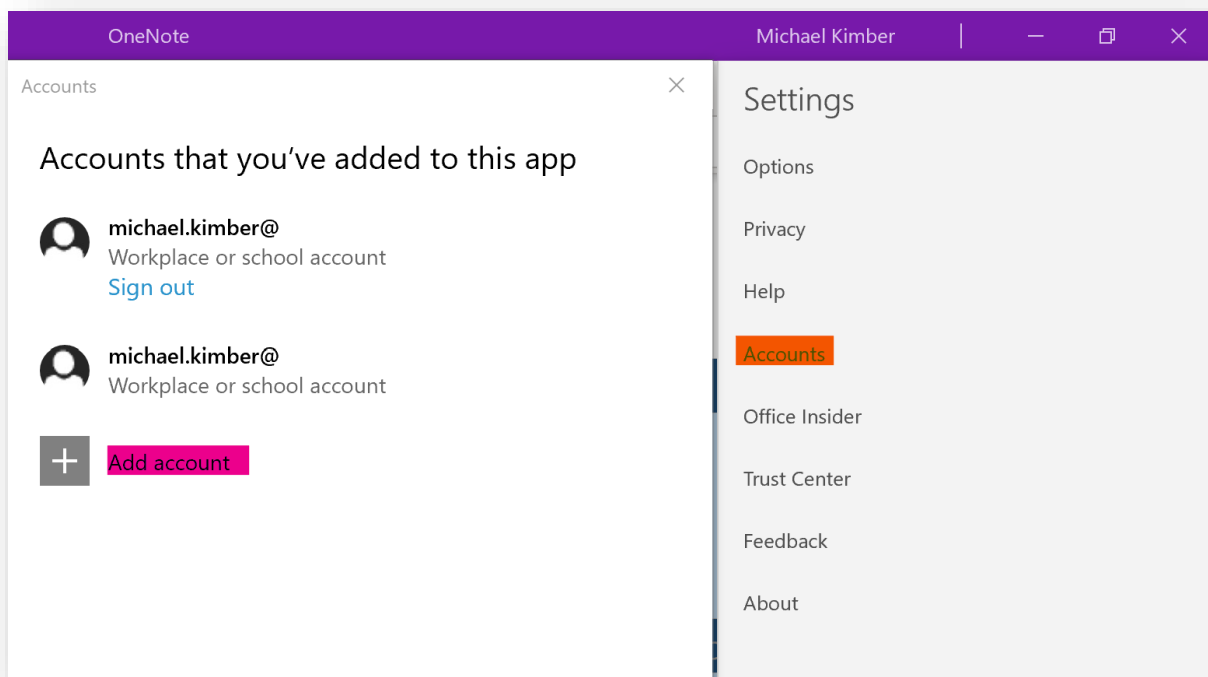 OneNote
Michael Kimber
Accounts
Accounts that you’ve added to this app
michael.kimber@
Workplace or school account
Sign out
michael.kimber@
Workplace or school account
Add account
Settings
Options
Privacy
Help
Accounts
Office Insider
Trust Center
Feedback
About